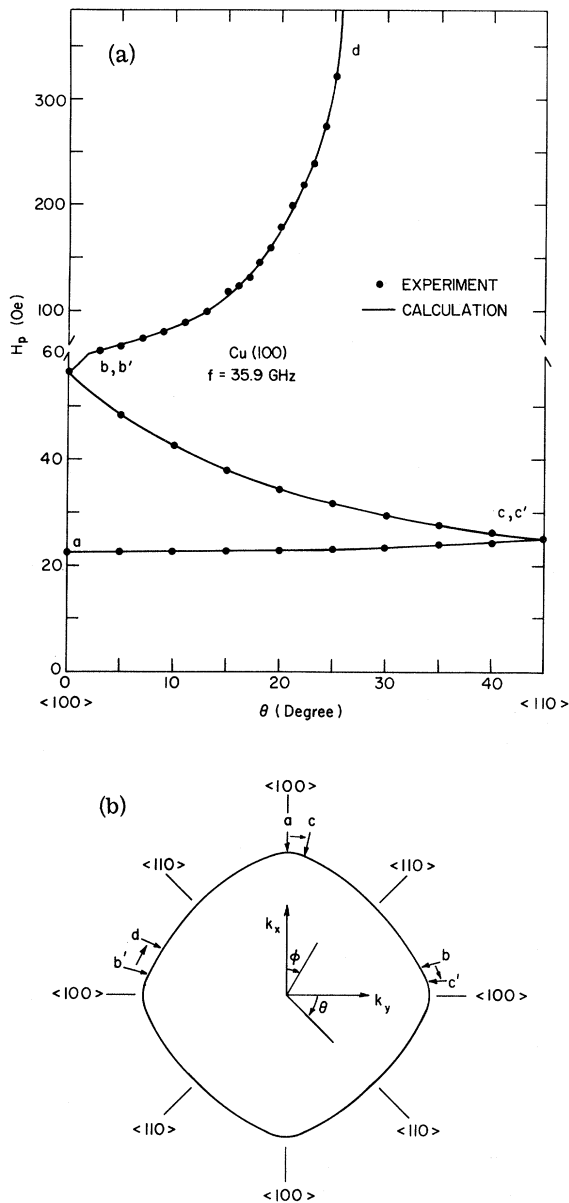 (a)
d
300
200
100
60
40
20
0
H_p (Oe)
● EXPERIMENT
— CALCULATION
b, b'
Cu (100)
f = 35.9 GHz
c, c'
a
0 10 20 30 40
<100> θ (Degree) <110>
(b)
<100>
a c
<110> <110>
d
b'
b
c'
k_x
φ
<100> <100>
k_y
θ
<110> <110>
<100>